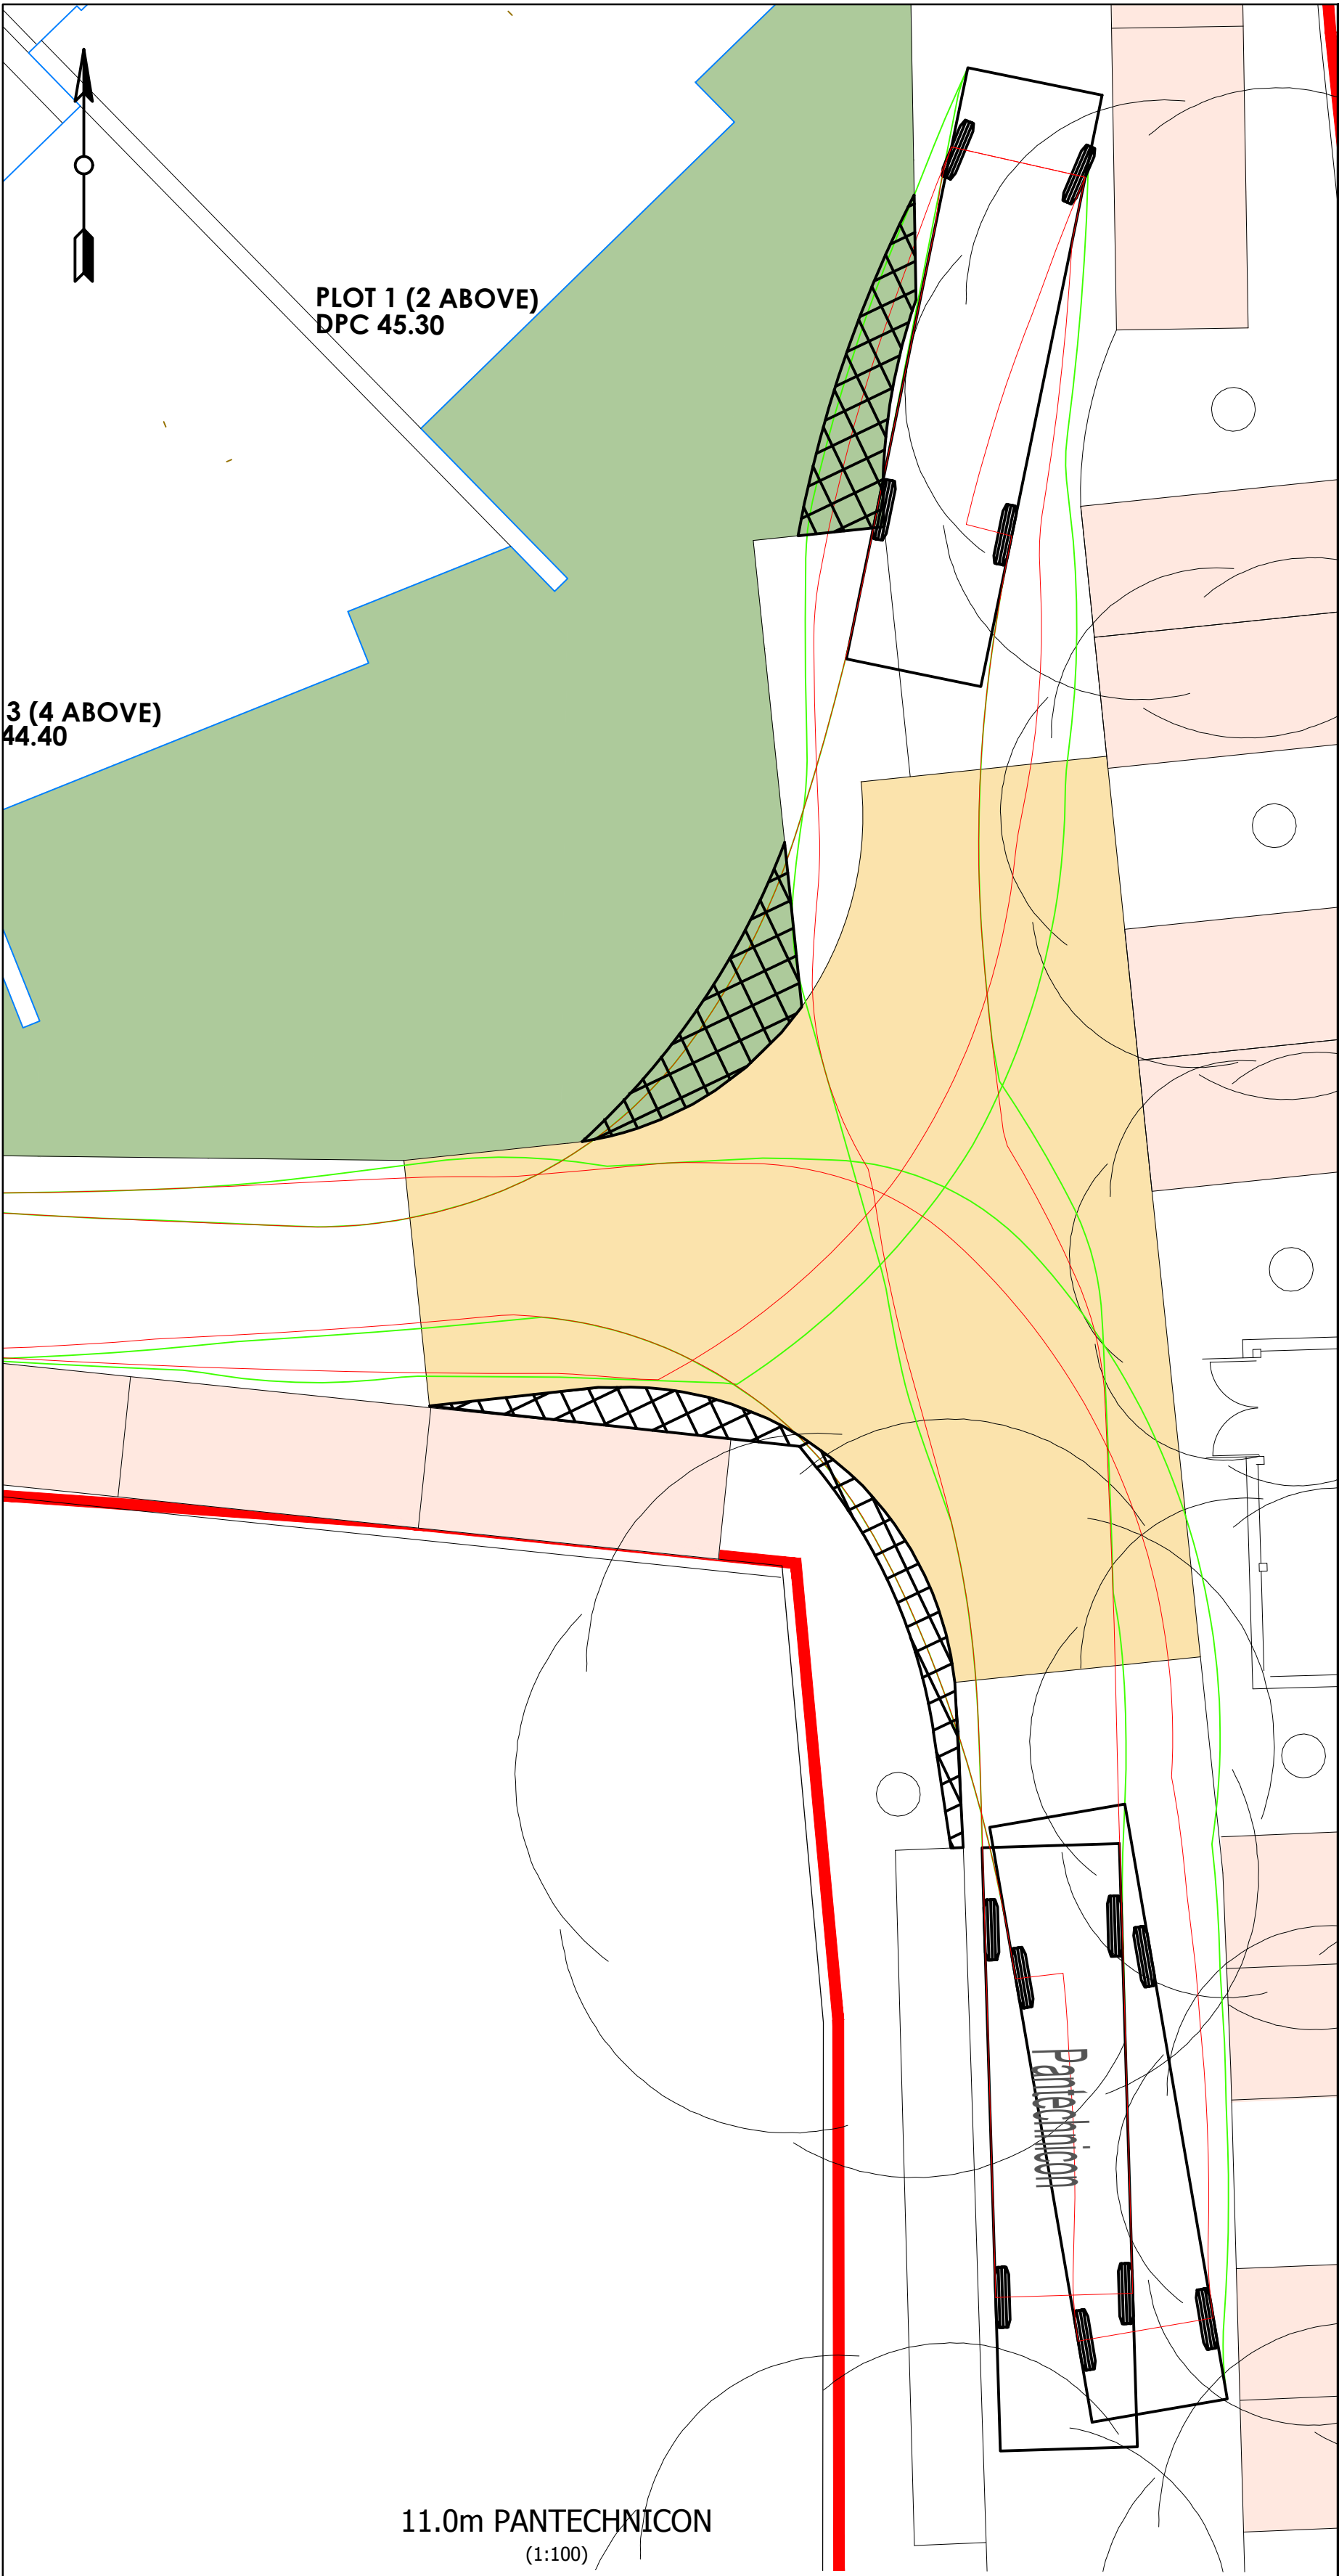 PLOT 1 (2 ABOVE)
DPC 45.30
3 (4 ABOVE)
44.40
Pantechnicon
11.0m PANTECHNICON
(1:100)